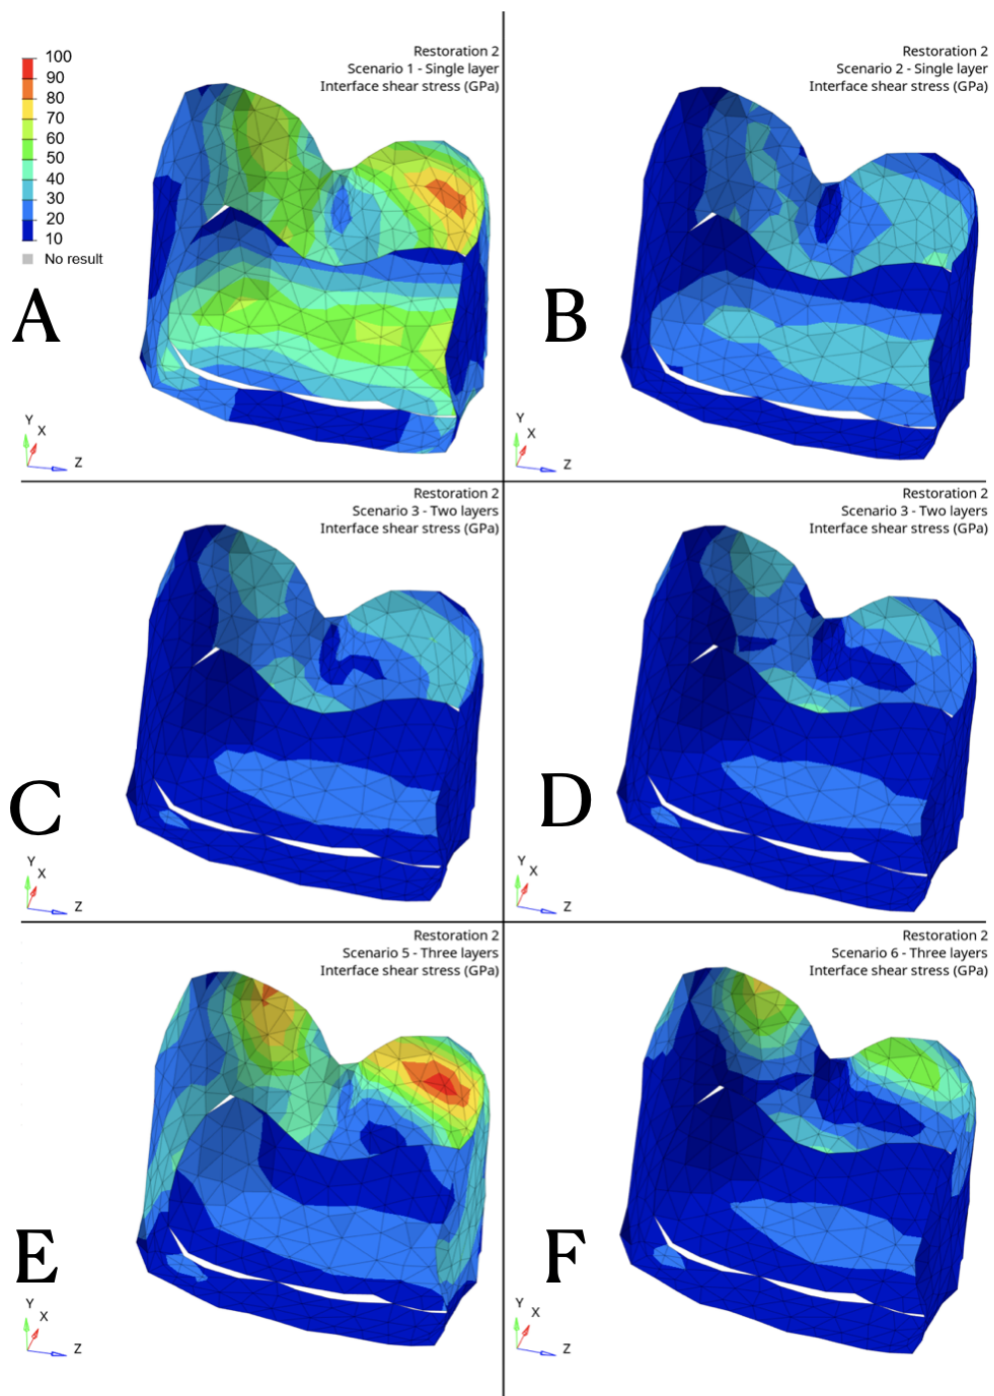 Restoration 2
Scenario 1 - Single layer
Interface shear stress (GPa)
100
90
80
70
60
50
40
30
20
10
No result
A
Y
X
Z
Restoration 2
Scenario 2 - Single layer
Interface shear stress (GPa)
B
Y
X
Z
Restoration 2
Scenario 3 - Two layers
Interface shear stress (GPa)
C
Y
X
Z
Restoration 2
Scenario 3 - Two layers
Interface shear stress (GPa)
D
Y
X
Z
Restoration 2
Scenario 5 - Three layers
Interface shear stress (GPa)
E
Y
X
Z
Restoration 2
Scenario 6 - Three layers
Interface shear stress (GPa)
F
Y
X
Z